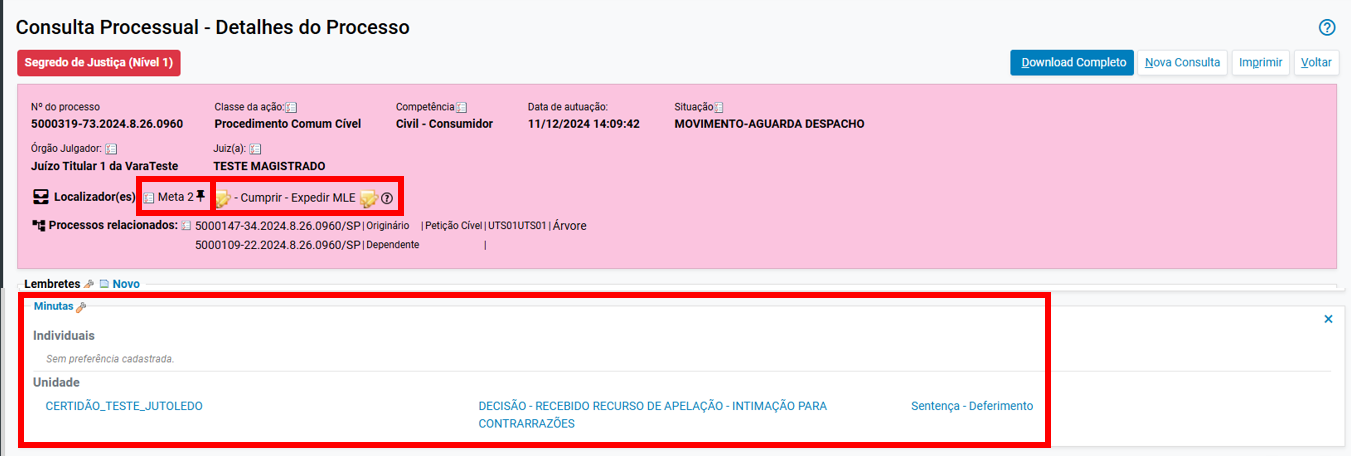 Consulta Processual - Detalhes do Processo
Segredo de Justiça (Nível 1)
Download Completo Nova Consulta Imprimir Voltar
Nº do processo Classe da ação: Competência Data de autuação: Situação
5000319-73.2024.8.26.0960 Procedimento Comum Cível Civil - Consumidor 11/12/2024 14:09:42 MOVIMENTO-AGUARDA DESPACHO
Órgão Julgador: Juiz(a):
Juízo Titular 1 da VaraTeste TESTE MAGISTRADO
Localizador(es) Meta 2 - Cumprir - Expedir MLE
Processos relacionados: 5000147-34.2024.8.26.0960/SP | Originário | Petição Cível | UTS01UTS01 | Árvore
5000109-22.2024.8.26.0960/SP | Dependente |
Lembretes Novo
Minutas
Individuais
Sem preferência cadastrada.
Unidade
CERTIDÃO_TESTE_JUTOLEDO DECISÃO - RECEBIDO RECURSO DE APELAÇÃO - INTIMAÇÃO PARA Sentença - Deferimento
CONTRARRAZÕES